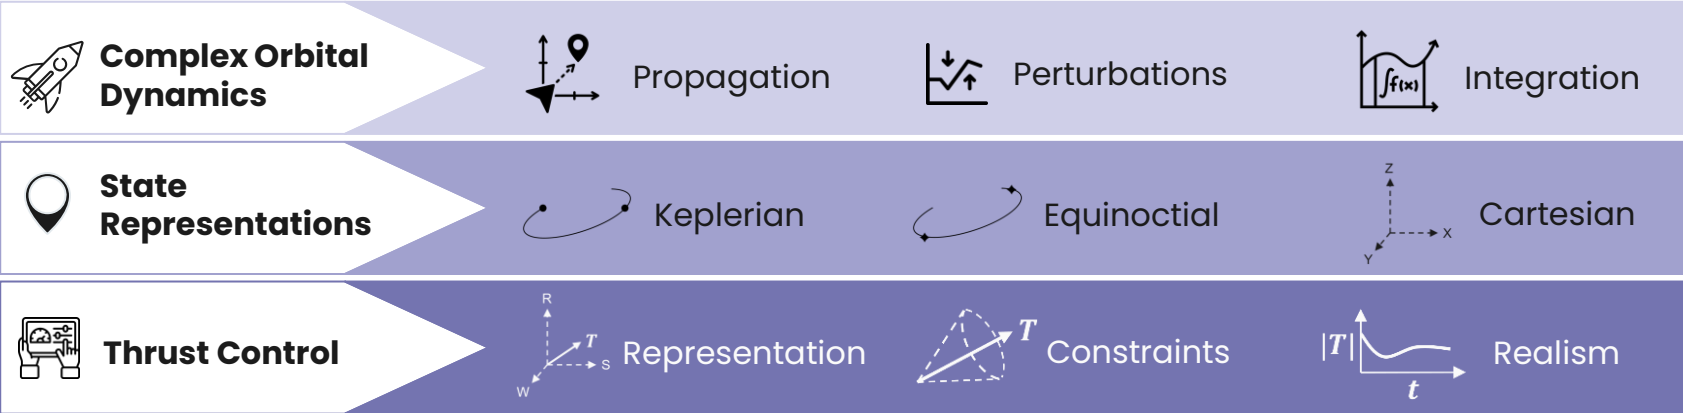 Complex Orbital
Dynamics
Propagation
Perturbations
∫f(x)
Integration
State
Representations
Keplerian
Equinoctial
Z
X
Y
Cartesian
Thrust Control
R
T
S
W
Representation
T
Constraints
|T|
t
Realism